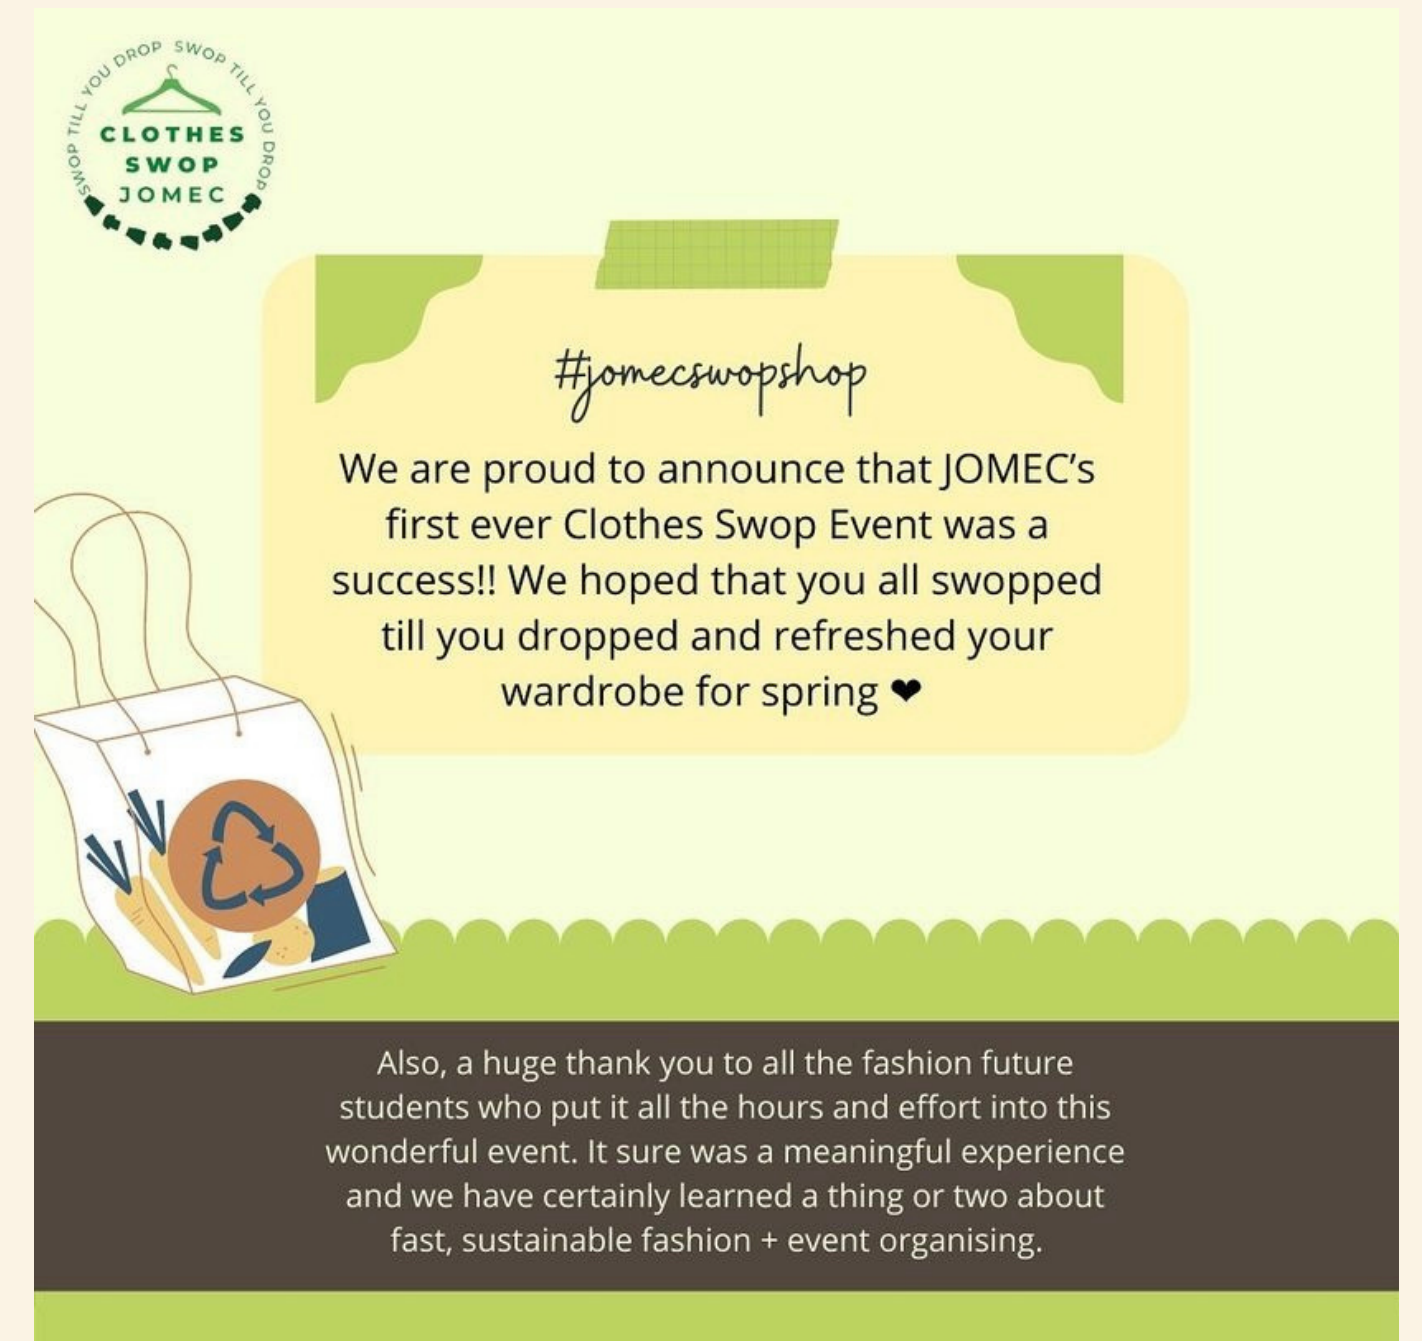 SWOP TILL YOU DROP SWOP TILL YOU DROP
CLOTHES
SWOP
JOMEC
#jomecswopshop
We are proud to announce that JOMEC’s
first ever Clothes Swop Event was a
success!! We hoped that you all swopped
till you dropped and refreshed your
wardrobe for spring ❤
Also, a huge thank you to all the fashion future
students who put it all the hours and effort into this
wonderful event. It sure was a meaningful experience
and we have certainly learned a thing or two about
fast, sustainable fashion + event organising.